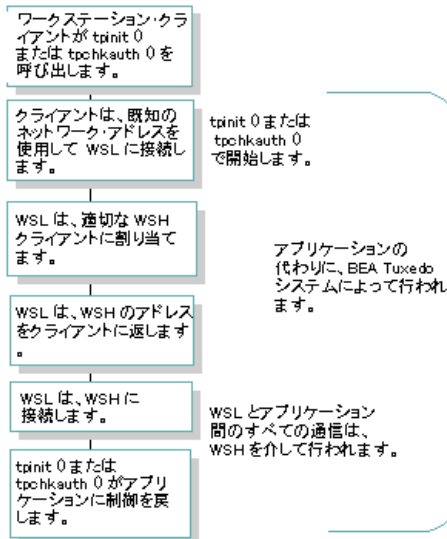 ワークステーション・クラ
イアントが tpinit ()
または tpchkauth () を
呼び出します。
クライアントは、既知の
ネットワーク・アドレスを
使用して WSL に接続し
ます。
tpinit () または
tpchkauth ()
で開始します。
WSL は、適切な WSH
クライアントに割り当て
ます。
アプリケーションの
代わりに、BEA Tuxedo
システムによって行われ
ます。
WSL は、WSH のアドレス
をクライアントに返します
。
WSL は、WSH に
接続します。
WSL とアプリケーション
間のすべての通信は、
WSH を介して行われます。
tpinit () または
tpchkauth () がアプリ
ケーションに制御を戻
します。